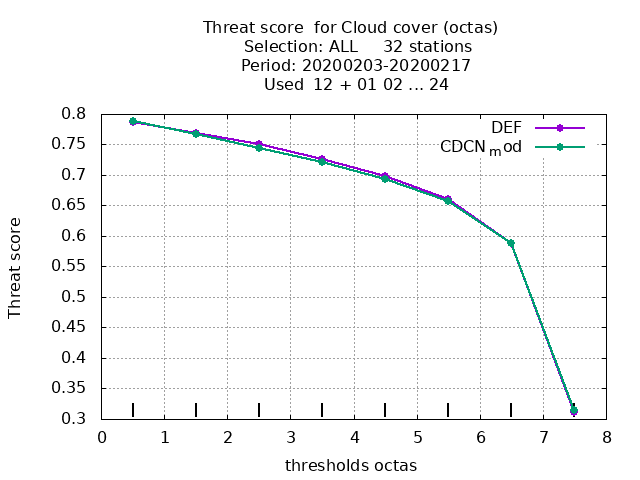 Threat score  for Cloud cover (octas)
Selection: ALL     32 stations
Period: 20200203-20200217
Used  12 + 01 02 ... 24
DEF
CDCN_mod
0.8
0.75
0.7
0.65
0.6
0.55
0.5
0.45
0.4
0.35
0.3
Threat score
0 1 2 3 4 5 6 7 8
thresholds octas